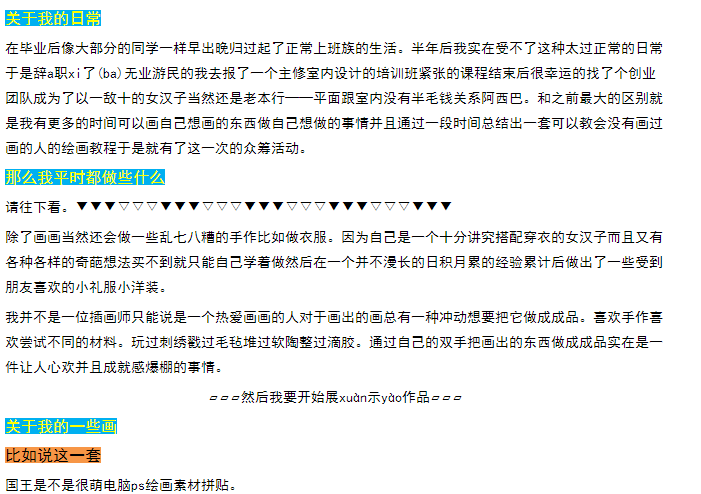 关于我的日常
在毕业后像大部分的同学一样早出晚归过起了正常上班族的生活。半年后我实在受不了这种太过正常的日常
于是辞a职xi了(ba)无业游民的我去报了一个主修室内设计的培训班紧张的课程结束后很幸运的找了个创业
团队成为了以一敌十的女汉子当然还是老本行——平面跟室内没有半毛钱关系阿西巴。和之前最大的区别就
是我有更多的时间可以画自己想画的东西做自己想做的事情并且通过一段时间总结出一套可以教会没有画过
画的人的绘画教程于是就有了这一次的众筹活动。
那么我平时都做些什么
请往下看。▼▼▼▽▽▽▼▼▼▽▽▽▼▼▼▽▽▽▼▼▼▽▽▽▼▼▼
除了画画当然还会做一些乱七八糟的手作比如做衣服。因为自己是一个十分讲究搭配穿衣的女汉子而且又有
各种各样的奇葩想法买不到就只能自己学着做然后在一个并不漫长的日积月累的经验累计后做出了一些受到
朋友喜欢的小礼服小洋装。
我并不是一位插画师只能说是一个热爱画画的人对于画出的画总有一种冲动想要把它做成成品。喜欢手作喜
欢尝试不同的材料。玩过刺绣戳过毛毡堆过软陶整过滴胶。通过自己的双手把画出的东西做成成品实在是一
件让人心欢并且成就感爆棚的事情。
▱▱▱然后我要开始展xuàn示yào作品▱▱▱
关于我的一些画
比如说这一套
国王是不是很萌电脑ps绘画素材拼贴。